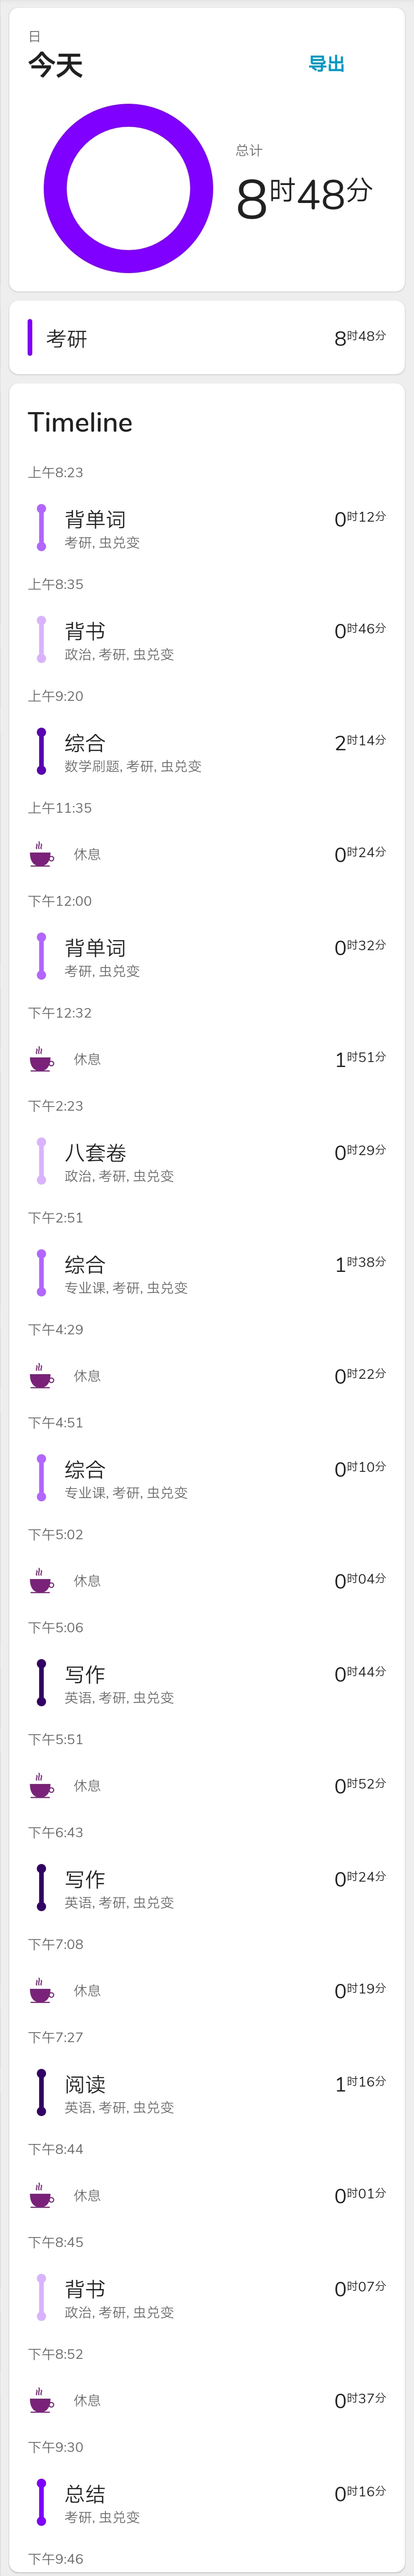 日
今天
导出
总计
8时48分
考研
8时48分
Timeline
上午8:23
背单词
0时12分
考研, 虫兑变
上午8:35
背书
0时46分
政治, 考研, 虫兑变
上午9:20
综合
2时14分
数学刷题, 考研, 虫兑变
上午11:35
休息
0时24分
下午12:00
背单词
0时32分
考研, 虫兑变
下午12:32
休息
1时51分
下午2:23
八套卷
0时29分
政治, 考研, 虫兑变
下午2:51
综合
1时38分
专业课, 考研, 虫兑变
下午4:29
休息
0时22分
下午4:51
综合
0时10分
专业课, 考研, 虫兑变
下午5:02
休息
0时04分
下午5:06
写作
0时44分
英语, 考研, 虫兑变
下午5:51
休息
0时52分
下午6:43
写作
0时24分
英语, 考研, 虫兑变
下午7:08
休息
0时19分
下午7:27
阅读
1时16分
英语, 考研, 虫兑变
下午8:44
休息
0时01分
下午8:45
背书
0时07分
政治, 考研, 虫兑变
下午8:52
休息
0时37分
下午9:30
总结
0时16分
考研, 虫兑变
下午9:46